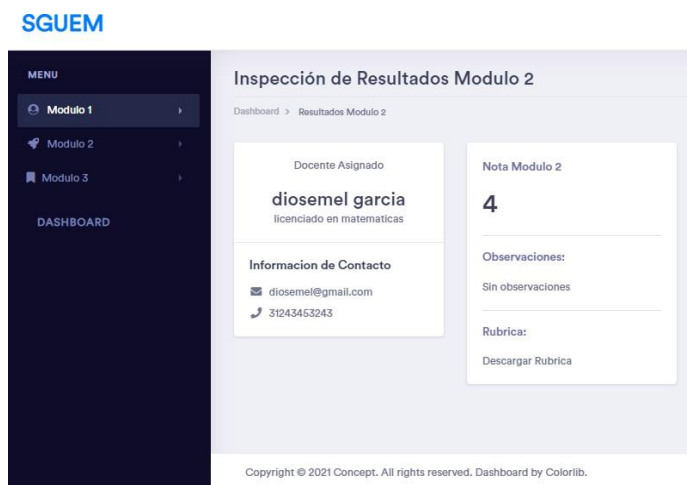 SGUEM
MENU
Modulo 1
Modulo 2
Modulo 3
DASHBOARD
Inspección de Resultados Modulo 2
Dashboard > Resultados Modulo 2
Docente Asignado
diosemel garcia
licenciado en matematicas
Informacion de Contacto
diosemel@gmail.com
31243453243
Nota Modulo 2
4
Observaciones:
Sin observaciones
Rubrica:
Descargar Rubrica
Copyright © 2021 Concept. All rights reserved. Dashboard by Colorlib.